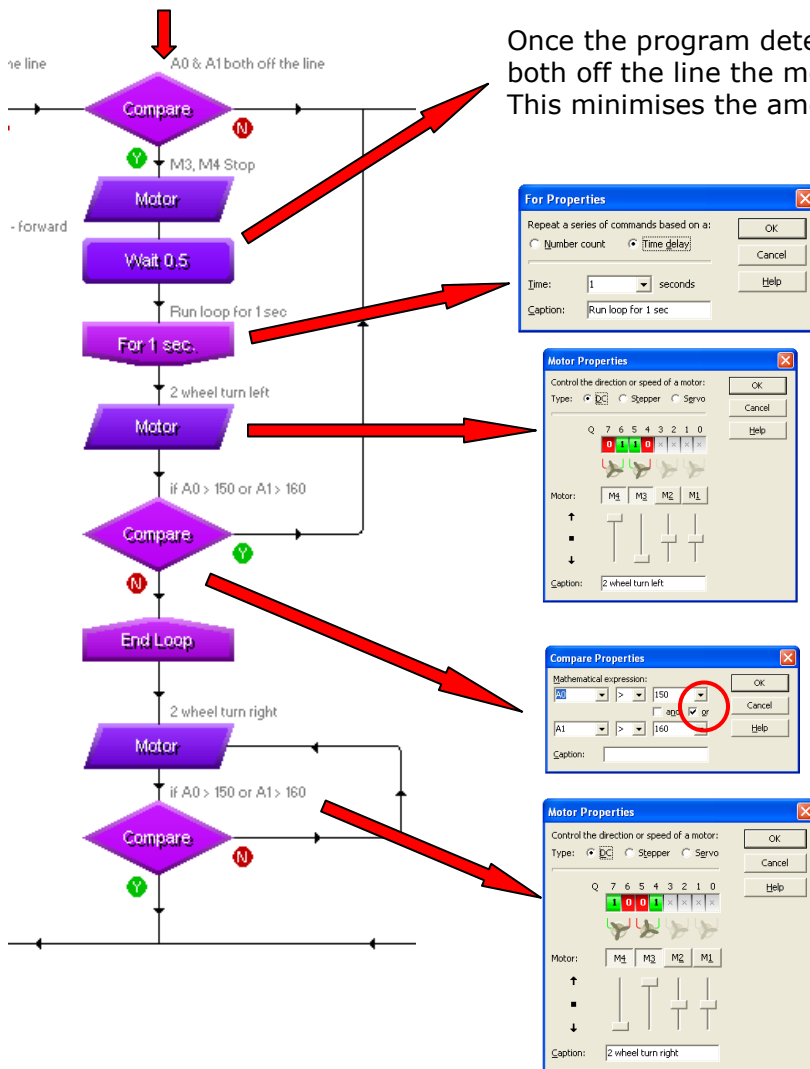 ne line
A0 & A1 both off the line
Once the program dete
both off the line the m
This minimises the am
Compare
N
Y
M3, M4 Stop
Motor
- forward
Wait 0.5
Run loop for 1 sec
For 1 sec.
2 wheel turn left
Motor
if A0 > 150 or A1 > 160
Compare
Y
N
End Loop
2 wheel turn right
Motor
if A0 > 150 or A1 > 160
Compare
N
Y
For Properties
Repeat a series of commands based on a:
Number count Time delay
OK
Cancel
Help
Time: 1 seconds
Caption: Run loop for 1 sec
Motor Properties
Control the direction or speed of a motor:
Type: DC Stepper Servo
OK
Cancel
Help
Q 7 6 5 4 3 2 1 0
0 1 1 0 x x x x
Motor: M4 M3 M2 M1
Caption: 2 wheel turn left
Compare Properties
Mathematical expression:
A0 > 150
and or
A1 > 160
Caption:
OK
Cancel
Help
Motor Properties
Control the direction or speed of a motor:
Type: DC Stepper Servo
OK
Cancel
Help
Q 7 6 5 4 3 2 1 0
1 0 0 1 x x x x
Motor: M4 M3 M2 M1
Caption: 2 wheel turn right